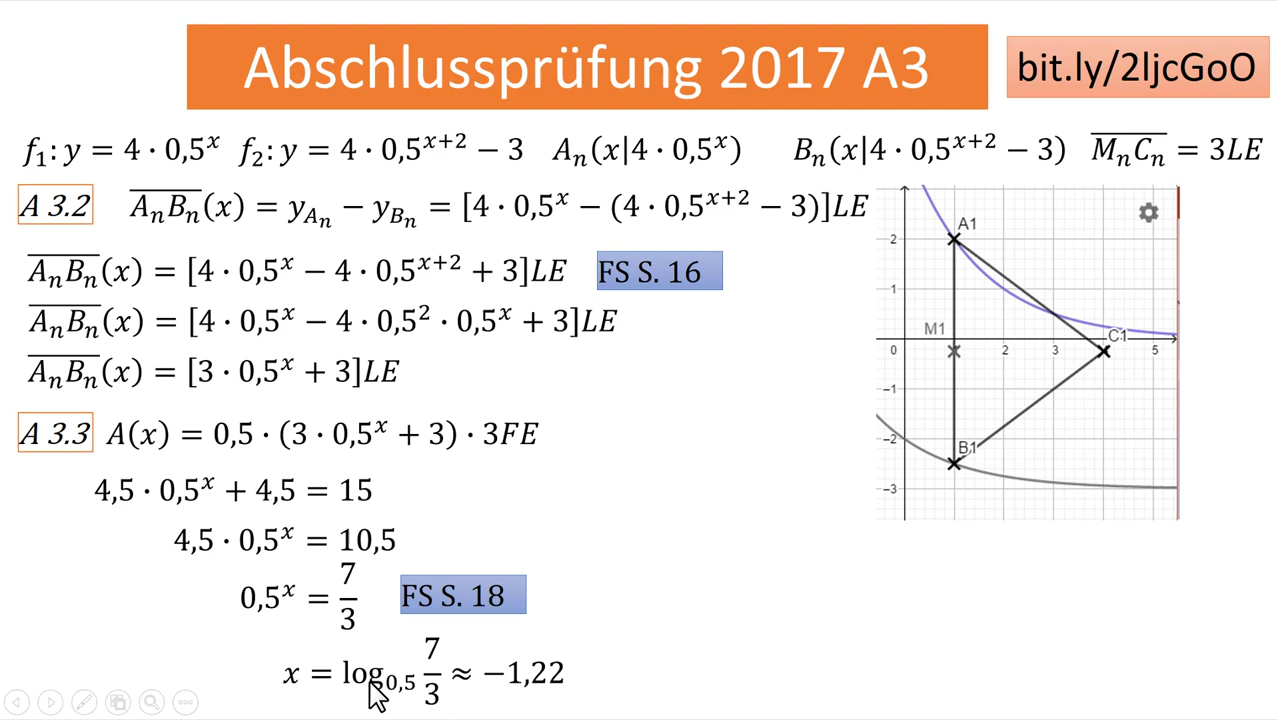 Abschlussprüfung 2017 A3
bit.ly/2ljcGoO
f₁: y = 4 · 0,5ˣ f₂: y = 4 · 0,5ˣ⁺² − 3 Aₙ(x|4 · 0,5ˣ) Bₙ(x|4 · 0,5ˣ⁺² − 3) M̅ₙC̅ₙ = 3LE
A 3.2 A̅ₙB̅ₙ(x) = y_Aₙ − y_Bₙ = [4 · 0,5ˣ − (4 · 0,5ˣ⁺² − 3)]LE
A̅ₙB̅ₙ(x) = [4 · 0,5ˣ − 4 · 0,5ˣ⁺² + 3]LE FS S. 16
A̅ₙB̅ₙ(x) = [4 · 0,5ˣ − 4 · 0,5² · 0,5ˣ + 3]LE
A̅ₙB̅ₙ(x) = [3 · 0,5ˣ + 3]LE
A 3.3 A(x) = 0,5 · (3 · 0,5ˣ + 3) · 3FE
4,5 · 0,5ˣ + 4,5 = 15
4,5 · 0,5ˣ = 10,5
0,5ˣ = 7/3 FS S. 18
x = log₀,₅ 7/3 ≈ −1,22
A1
2
1
M1
C1
0 2 3 5
−1
−2
B1
−3